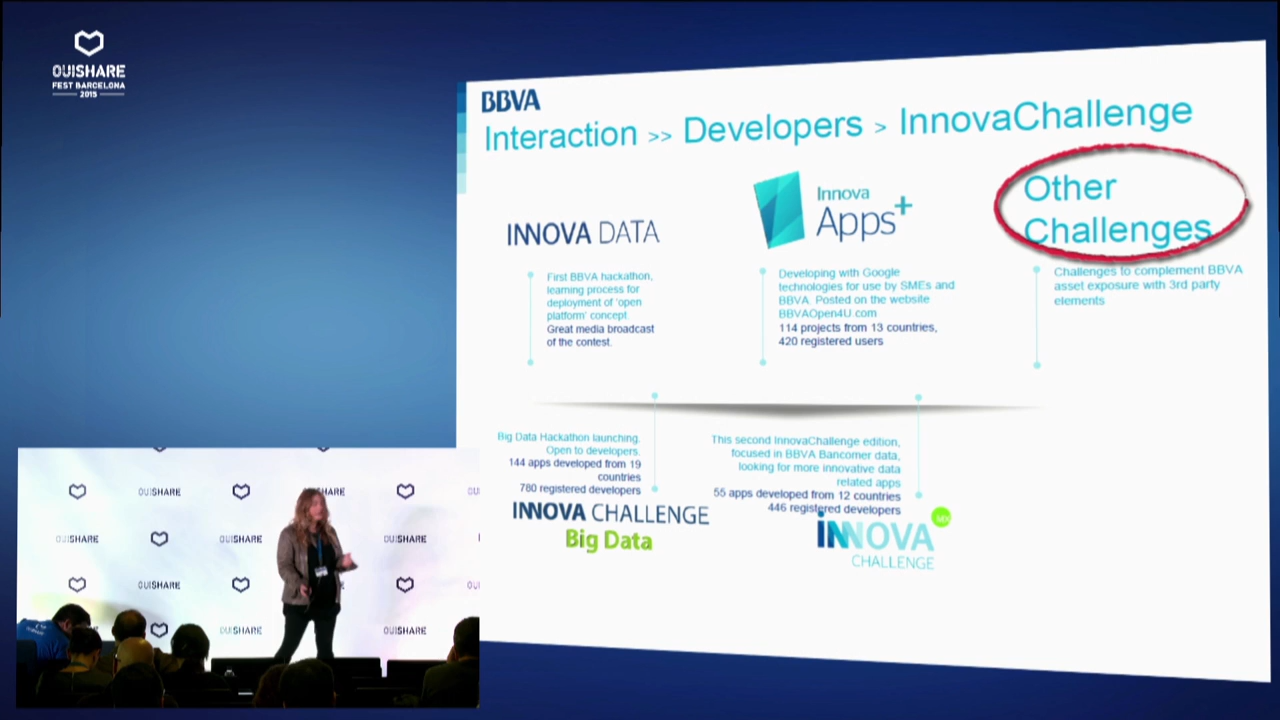 OUISHARE
FEST BARCELONA
2015
BBVA
Interaction >> Developers > InnovaChallenge
INNOVA DATA
First BBVA hackathon,
learning process for
deployment of 'open
platform' concept
Great media broadcast
of the contest.
Innova
Apps+
Developing with Google
technologies for use by SMEs and
BBVA. Posted on the website
BBVAOpen4U.com
114 projects from 13 countries,
420 registered users
Other
Challenges
Challenges to complement BBVA
asset exposure with 3rd party
elements
Big Data Hackathon launching.
Open to developers.
144 apps developed from 19
countries
780 registered developers
INNOVA CHALLENGE
Big Data
This second InnovaChallenge edition,
focused in BBVA Bancomer data,
looking for more innovative data
related apps
55 apps developed from 12 countries
446 registered developers
INNOVA
CHALLENGE
OUISHARE
SHARE
OU
OUISHARE
OUISHARE
OUISHARE
OUISHARE
OUISHARE
OUISHARE